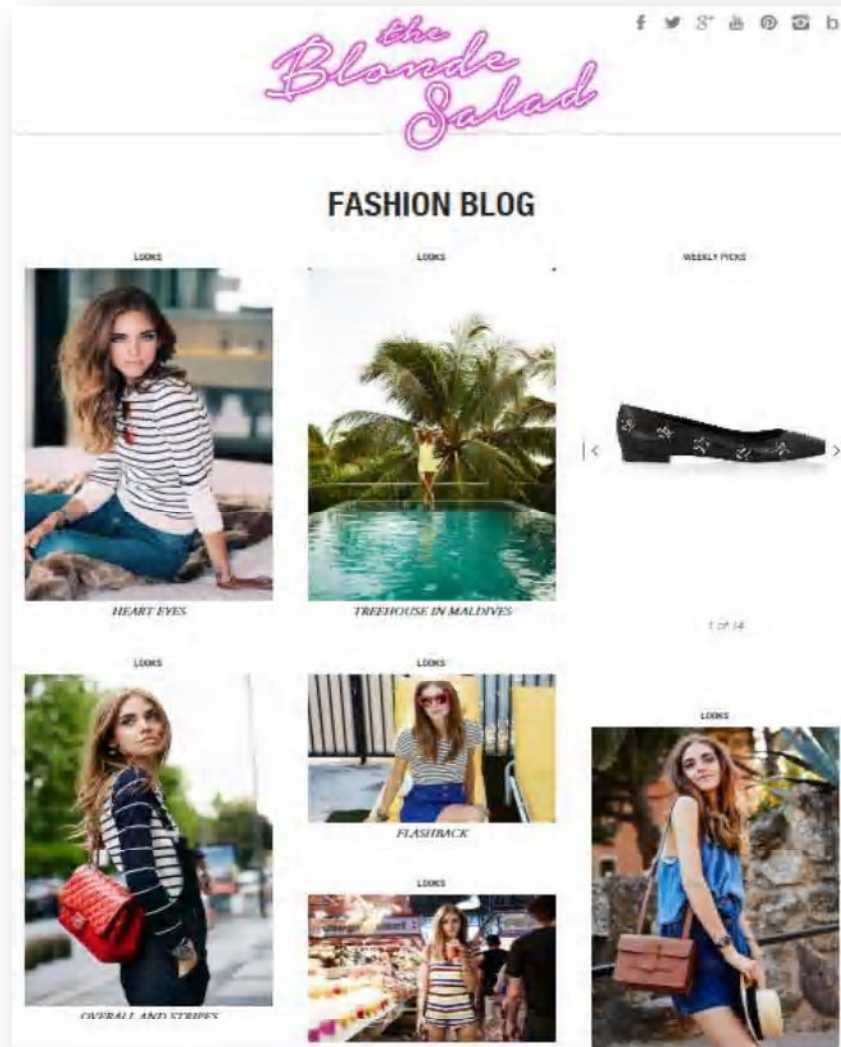 the
Blonde
Salad
FASHION BLOG
LOOKS
LOOKS
WEEKLY PICKS
HEART EYES
TREEHOUSE IN MALDIVES
1 of 14
LOOKS
LOOKS
LOOKS
FLASHBACK
LOOKS
OVERALL AND STRIPES